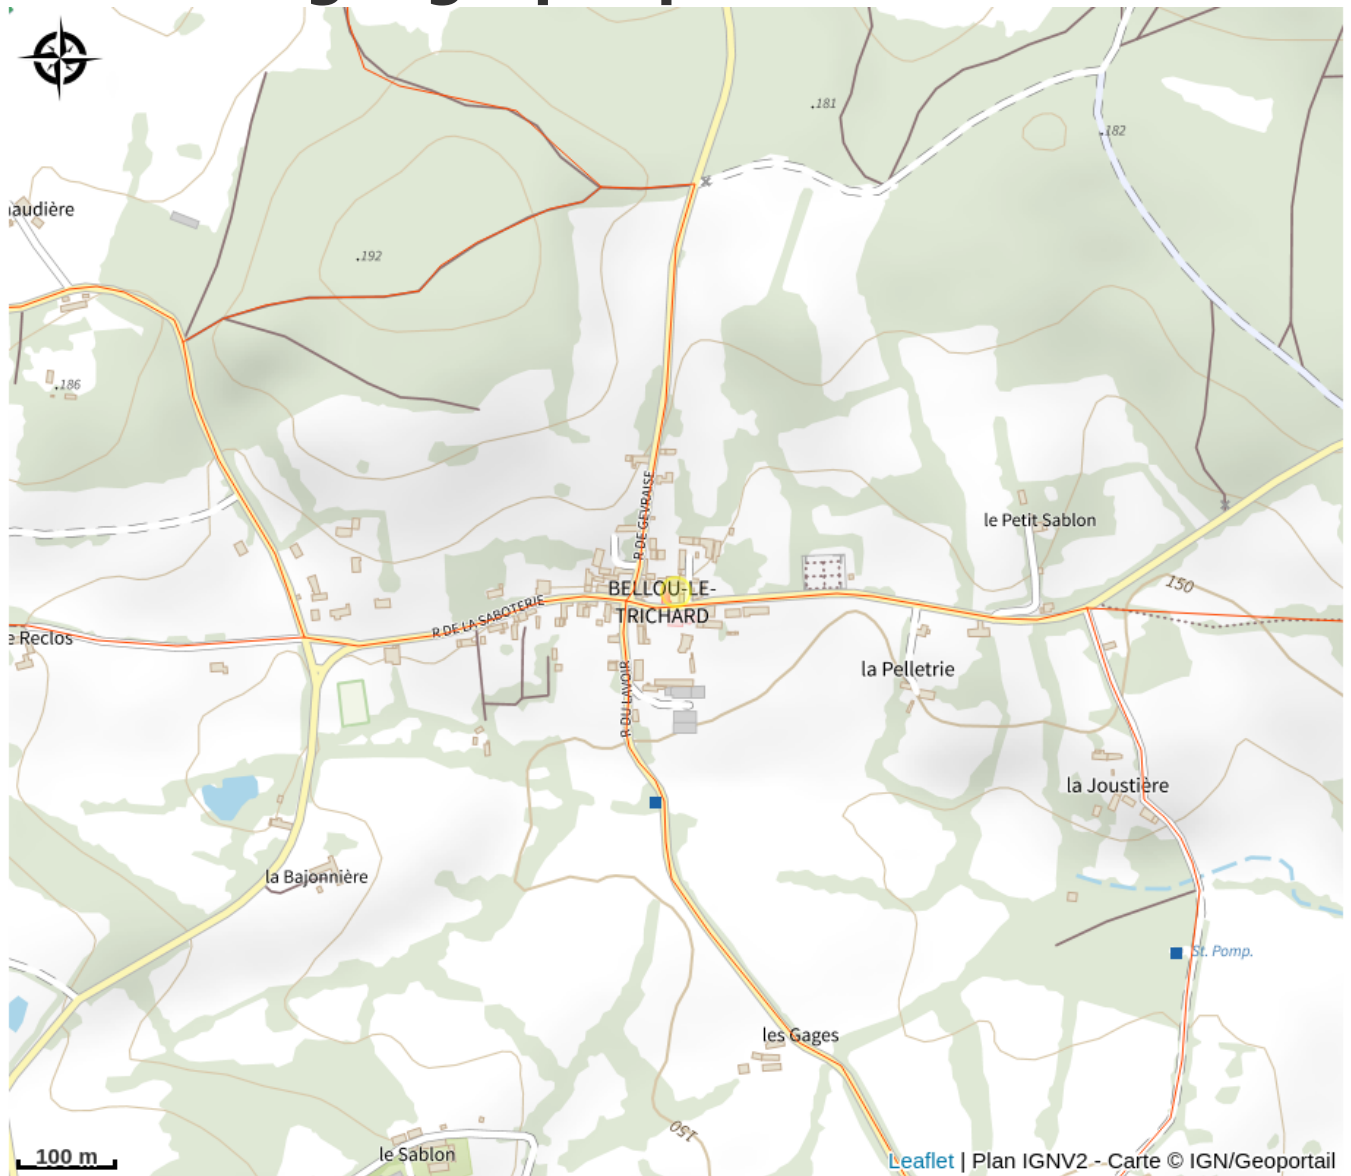 .181
.182
audière
.192
.186
R DE GEVRAISE
le Petit Sablon
150
BELLOU-LE-
TRICHARD
R DE LA SABOTERIE
e Reclos
la Pelletrie
R DU LAVOIR
la Joustière
la Bajonnière
St. Pomp.
les Gages
150
le Sablon
100 m
Leaflet | Plan IGNV2 - Carte © IGN/Geoportail